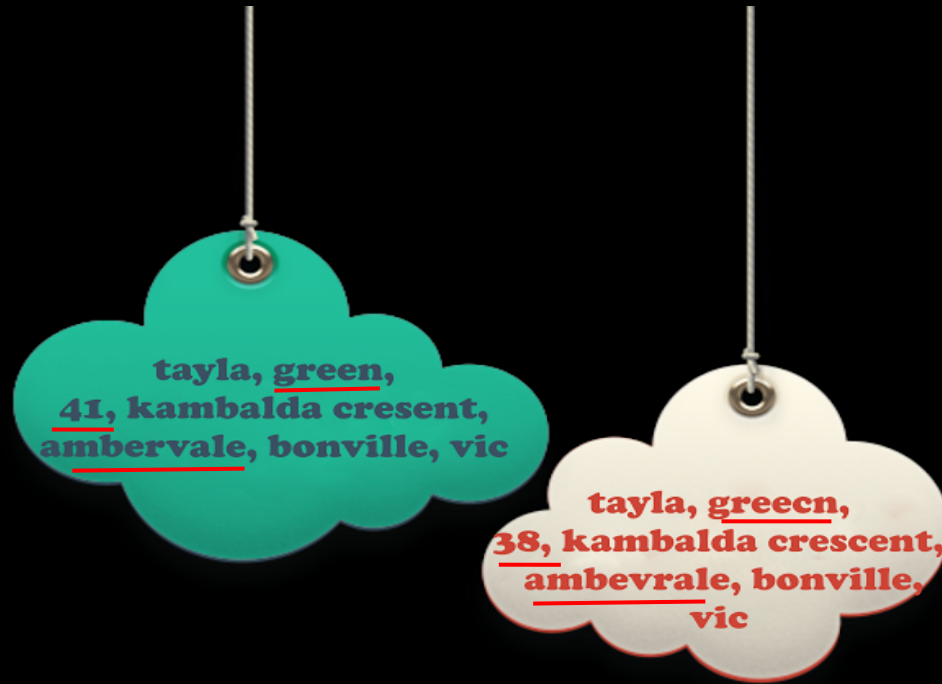 tayla, green,
41, kambalda cresent,
ambervale, bonville, vic
tayla, greecn,
38, kambalda crescent,
ambevrale, bonville,
vic